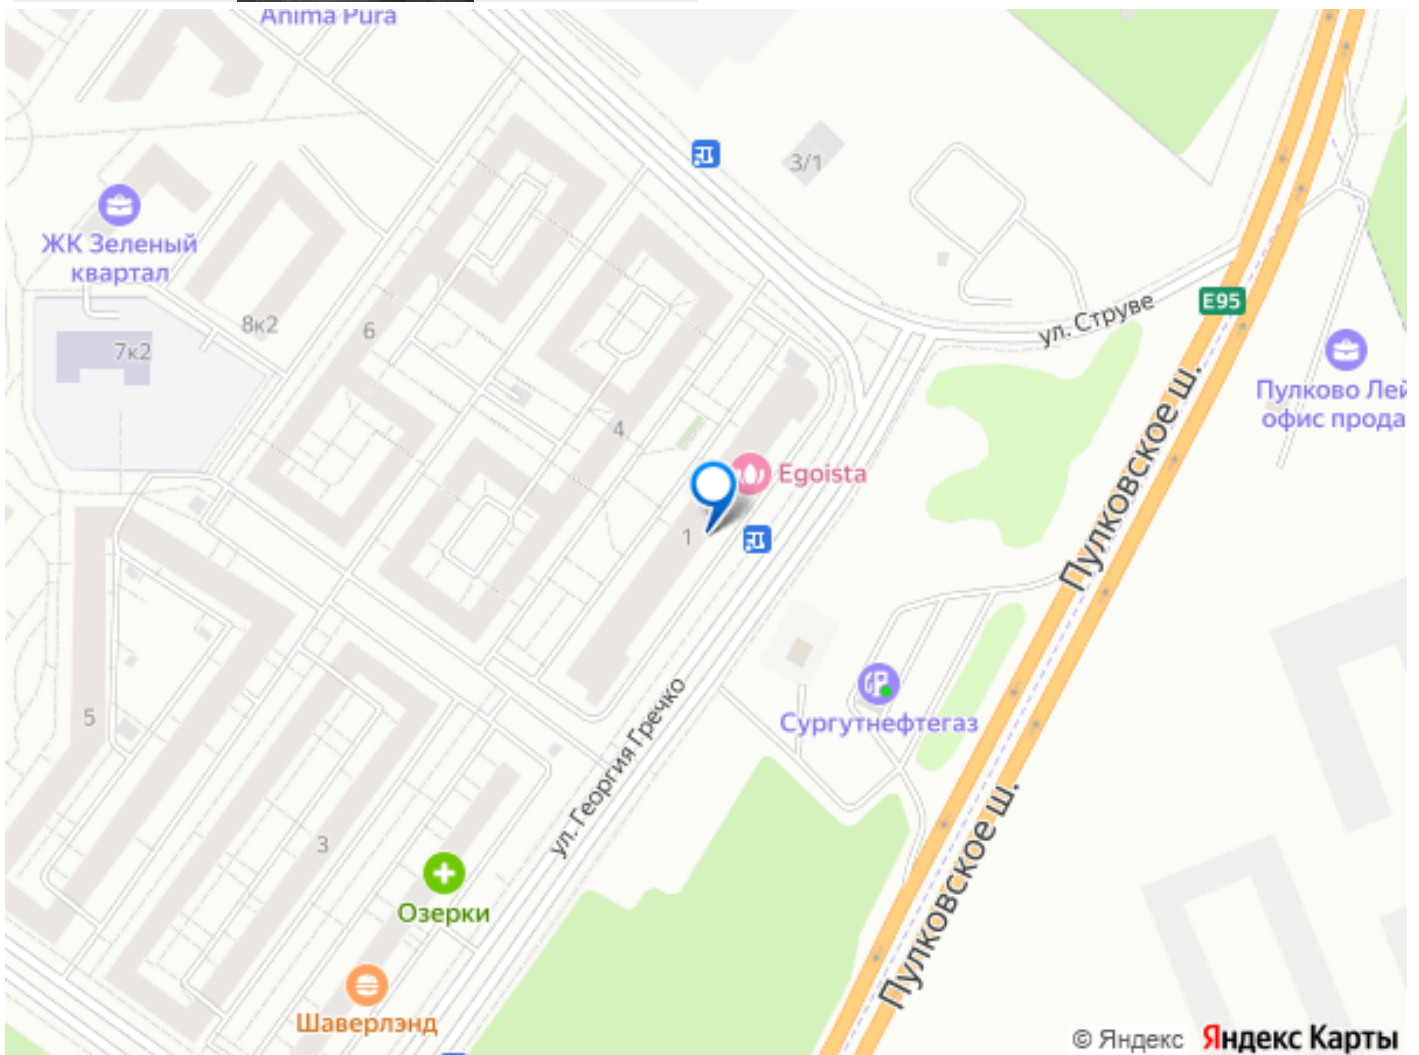 Anima Pura
3/1
ЖК Зеленый
квартал
E95
ул. Струве
8к2
6
7к2
Пулково Лей
офис прода
Пулковское ш.
4
Egoista
1
ул. Георгия Гречко
5
Сургутнефтегаз
Пулковское ш.
3
Озерки
Шаверлэнд
© Яндекс Яндекс Карты